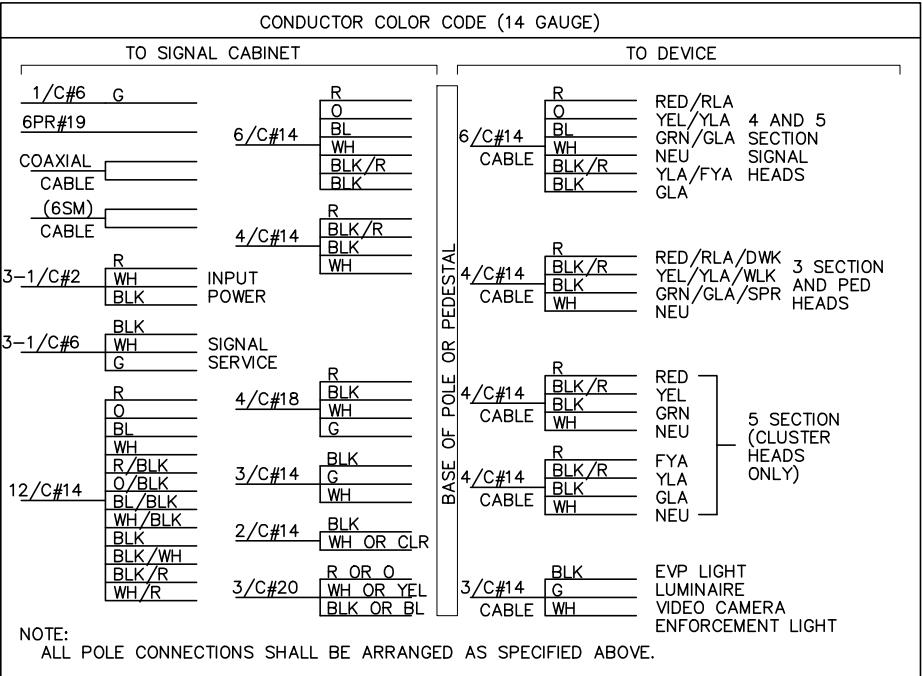 CONDUCTOR COLOR CODE (14 GAUGE)
TO SIGNAL CABINET
1/C#6 G
6PR#19
COAXIAL
CABLE
(6SM)
CABLE
3-1/C#2
R
WH
BLK
INPUT
POWER
3-1/C#6
BLK
WH
G
SIGNAL
SERVICE
12/C#14
R
O
BL
WH
R/BLK
O/BLK
BL/BLK
WH/BLK
BLK
BLK/WH
BLK/R
WH/R
6/C#14
R
O
BL
WH
BLK/R
BLK
4/C#14
R
BLK/R
BLK
WH
4/C#18
R
BLK
WH
G
3/C#14
BLK
G
WH
2/C#14
BLK
WH OR CLR
3/C#20
R OR O
WH OR YEL
BLK OR BL
BASE OF POLE OR PEDESTAL
TO DEVICE
6/C#14
CABLE
R
O
BL
WH
BLK/R
BLK
RED/RLA
YEL/YLA
GRN/GLA
NEU
YLA/FYA
GLA
4 AND 5
SECTION
SIGNAL
HEADS
4/C#14
CABLE
R
BLK/R
BLK
WH
RED/RLA/DWK
YEL/YLA/WLK
GRN/GLA/SPR
NEU
3 SECTION
AND PED
HEADS
4/C#14
CABLE
R
BLK/R
BLK
WH
RED
YEL
GRN
NEU
4/C#14
CABLE
R
BLK/R
BLK
WH
FYA
YLA
GLA
NEU
5 SECTION
(CLUSTER
HEADS
ONLY)
3/C#14
CABLE
BLK
G
WH
EVP LIGHT
LUMINAIRE
VIDEO CAMERA
ENFORCEMENT LIGHT
NOTE:
ALL POLE CONNECTIONS SHALL BE ARRANGED AS SPECIFIED ABOVE.